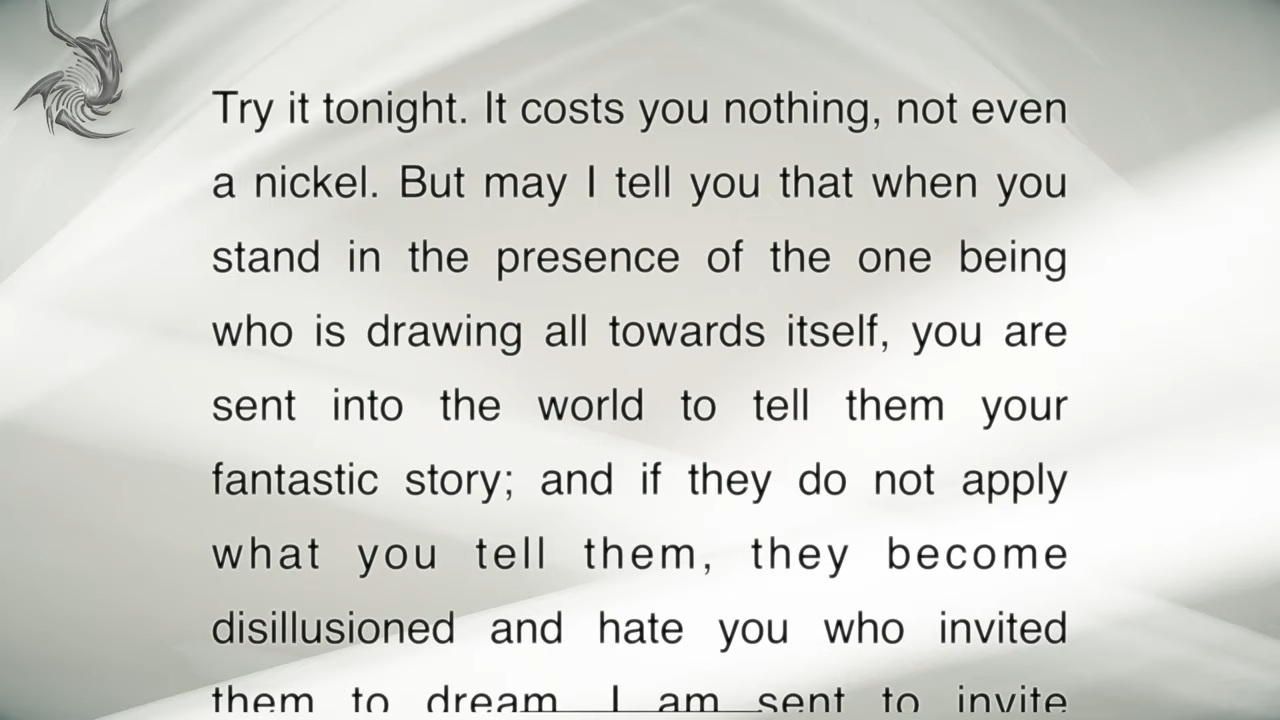 Try it tonight. It costs you nothing, not even
a nickel. But may I tell you that when you
stand in the presence of the one being
who is drawing all towards itself, you are
sent into the world to tell them your
fantastic story; and if they do not apply
what you tell them, they become
disillusioned and hate you who invited
them to dream I am sent to invite